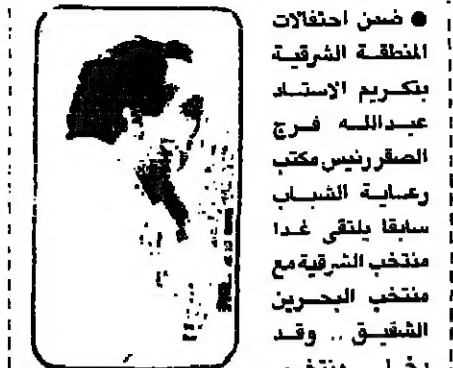 ● ضمن احتفالات
المنطقة الشرقية
بتكريم الاستاد
عبدالله فرج
الصقر رئيس مكتب
رعاية الشباب
سابقا يلتقى غدا
منتخب الشرقية مع
منتخب البحرين
الشقيق .. وقد